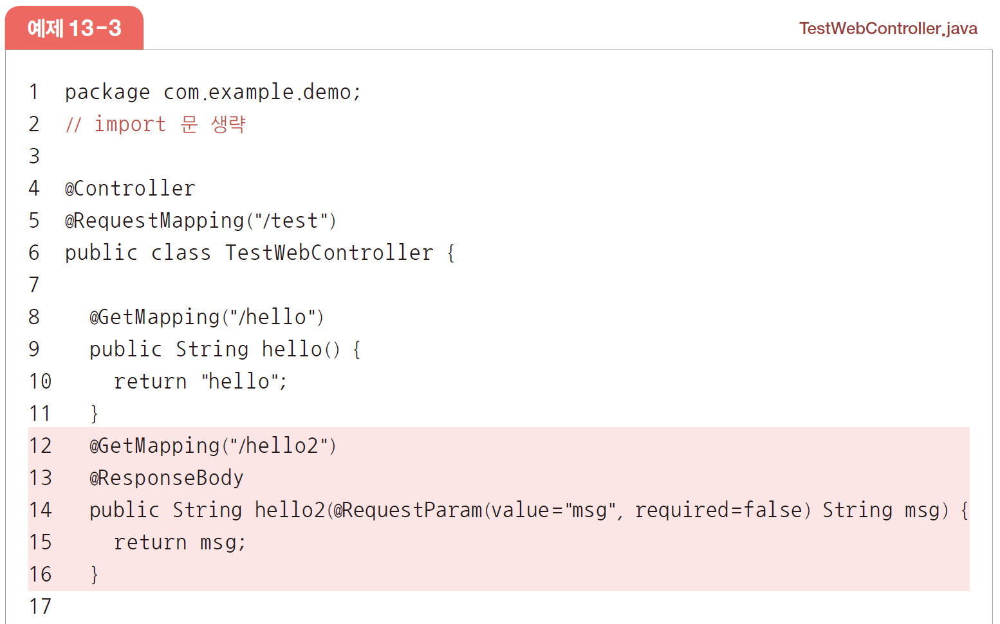 예제 13-3
TestWebController.java
1 package com.example.demo;
2 // import 문 생략
3
4 @Controller
5 @RequestMapping("/test")
6 public class TestWebController {
7
8   @GetMapping("/hello")
9   public String hello() {
10     return "hello";
11   }
12   @GetMapping("/hello2")
13   @ResponseBody
14   public String hello2(@RequestParam(value="msg", required=false) String msg) {
15     return msg;
16   }
17